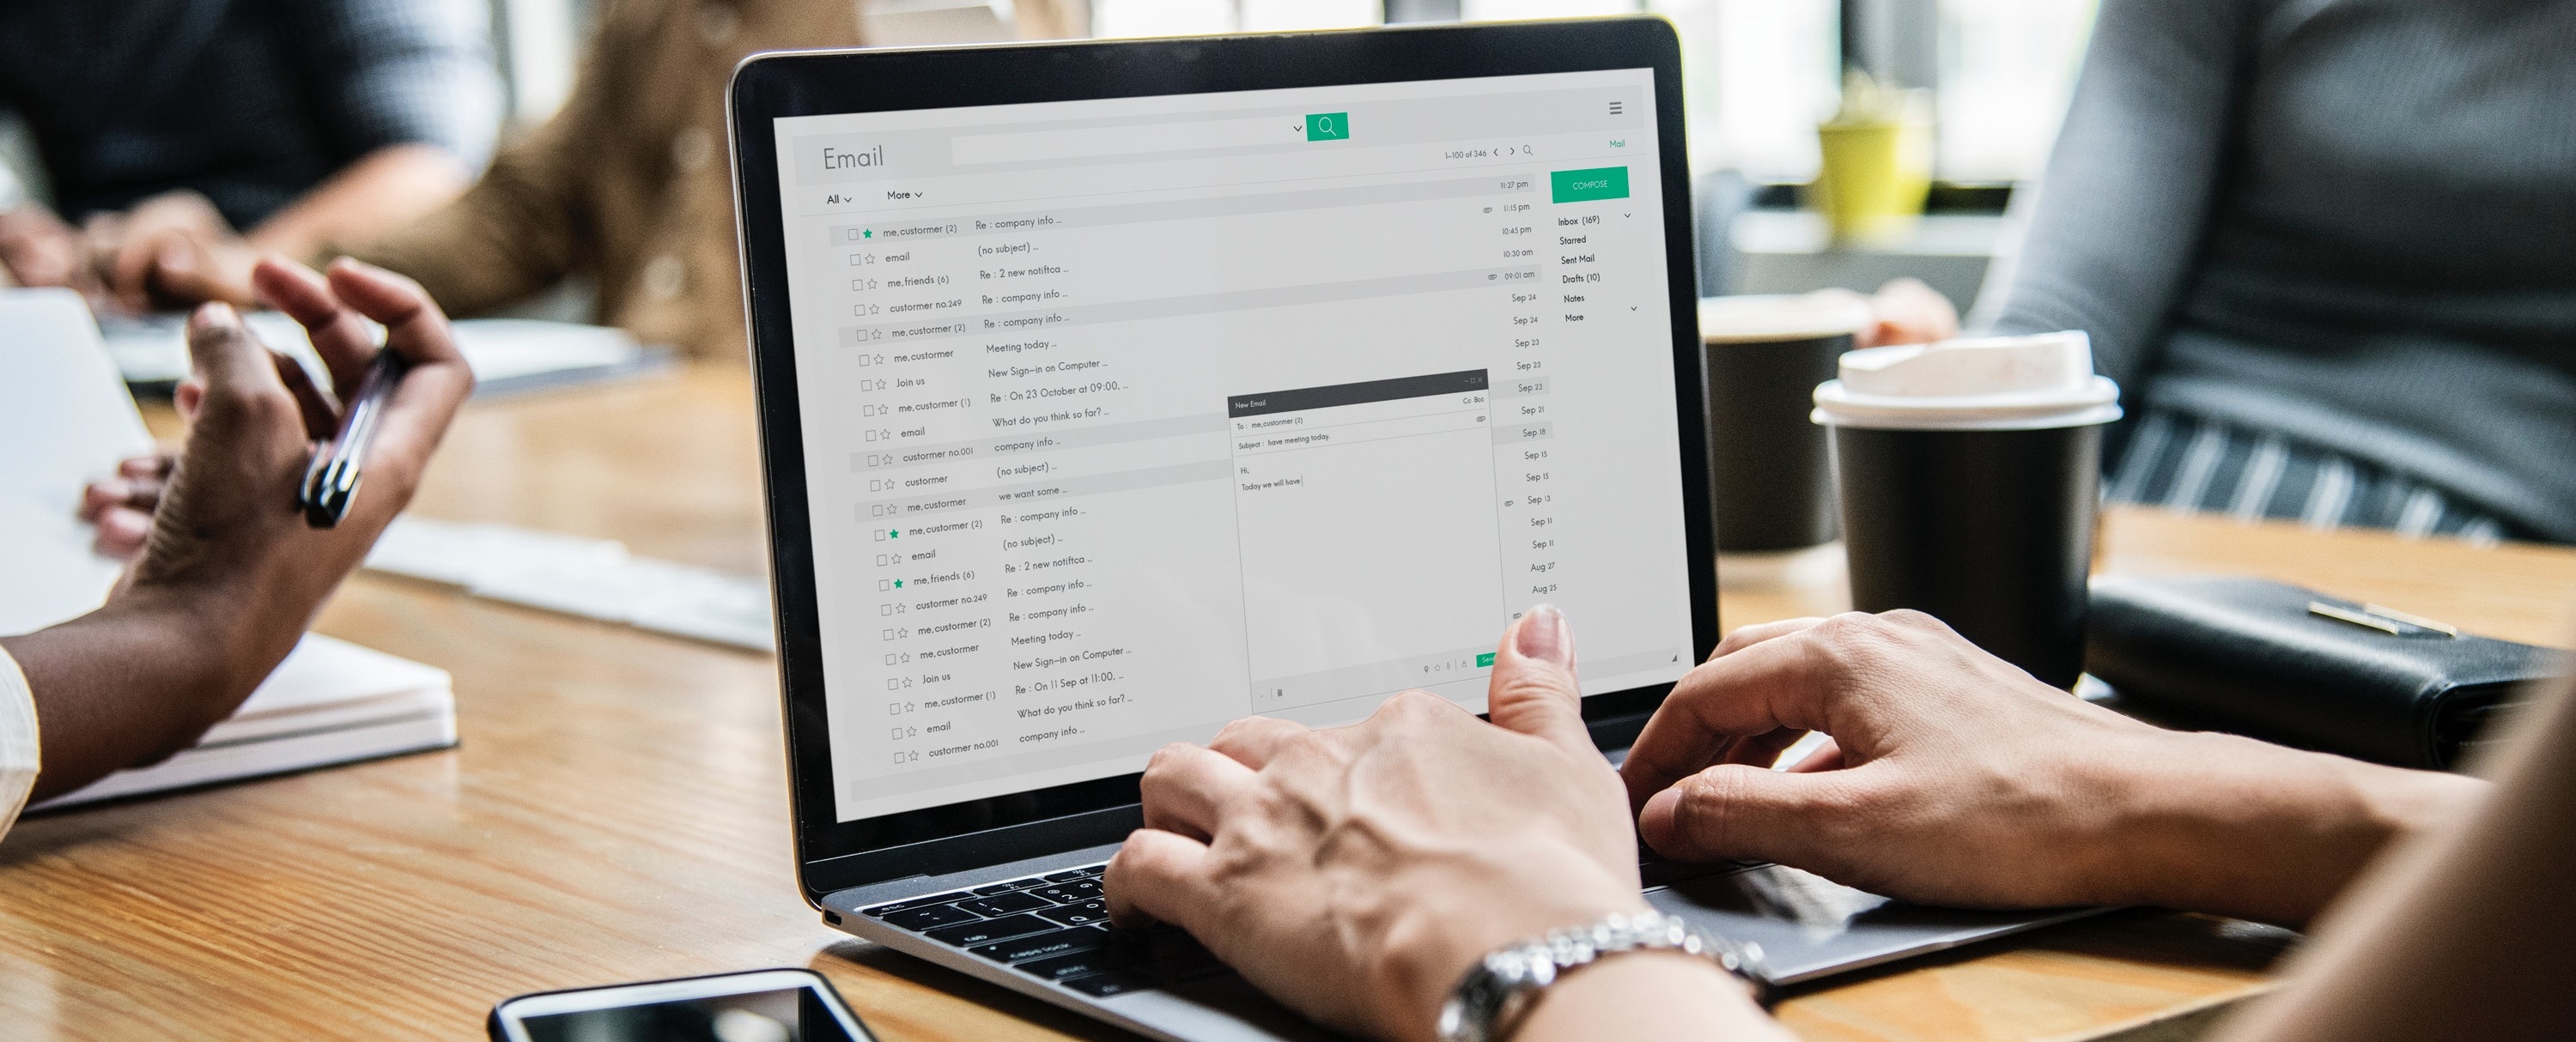 Email
All More
1-100 of 346
Mail
COMPOSE
Inbox (169)
Starred
Sent Mail
Drafts (10)
Notes
More
me,custormer (2) Re : company info ... 11:27 pm
email (no subject) ... 11:15 pm
me,friends (6) Re : 2 new notiftca ... 10:45 pm
custormer no.249 Re : company info ... 10:30 am
me,custormer (2) Re : company info ... 09:01 am
me,custormer Meeting today ... Sep 24
Join us New Sign-in on Computer ... Sep 24
me,custormer (1) Re : On 23 October at 09:00, ... Sep 23
email What do you think so far? ... Sep 23
custormer no.001 company info ... Sep 23
custormer (no subject) ... Sep 21
me,custormer we want some ... Sep 18
me,custormer (2) Re : company info ... Sep 15
email (no subject) ... Sep 15
me,friends (6) Re : 2 new notiftca ... Sep 13
custormer no.249 Re : company info ... Sep 11
me,custormer (2) Re : company info ... Sep 11
me,custormer Meeting today ... Aug 27
Join us New Sign-in on Computer ... Aug 25
me,custormer (1) Re : On 11 Sep at 11:00, ...
email What do you think so far? ...
custormer no.001 company info ...
New Email
To : me,custormer (2) Cc Bcc
Subject : have meeting today.
Hi,
Today we will have
esc
tab
caps lock